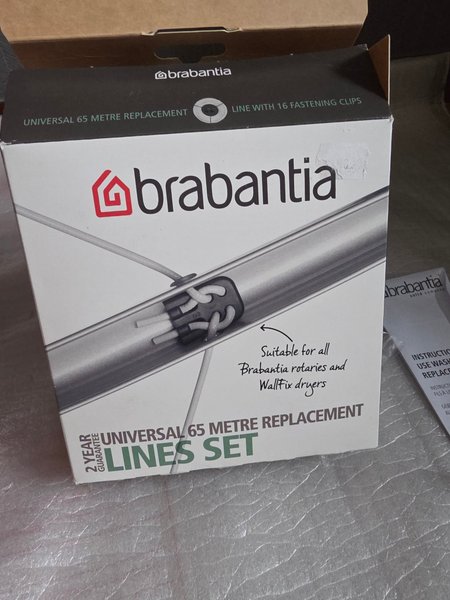 brabantia
UNIVERSAL 65 METRE REPLACEMENT LINE WITH 16 FASTENING CLIPS
brabantia
Suitable for all
Brabantia rotaries and
WallFix dryers
2 YEAR
GUARANTEE
UNIVERSAL 65 METRE REPLACEMENT
LINES SET
brabantia
INSTRUCTIO
USE WASH
REPLACE